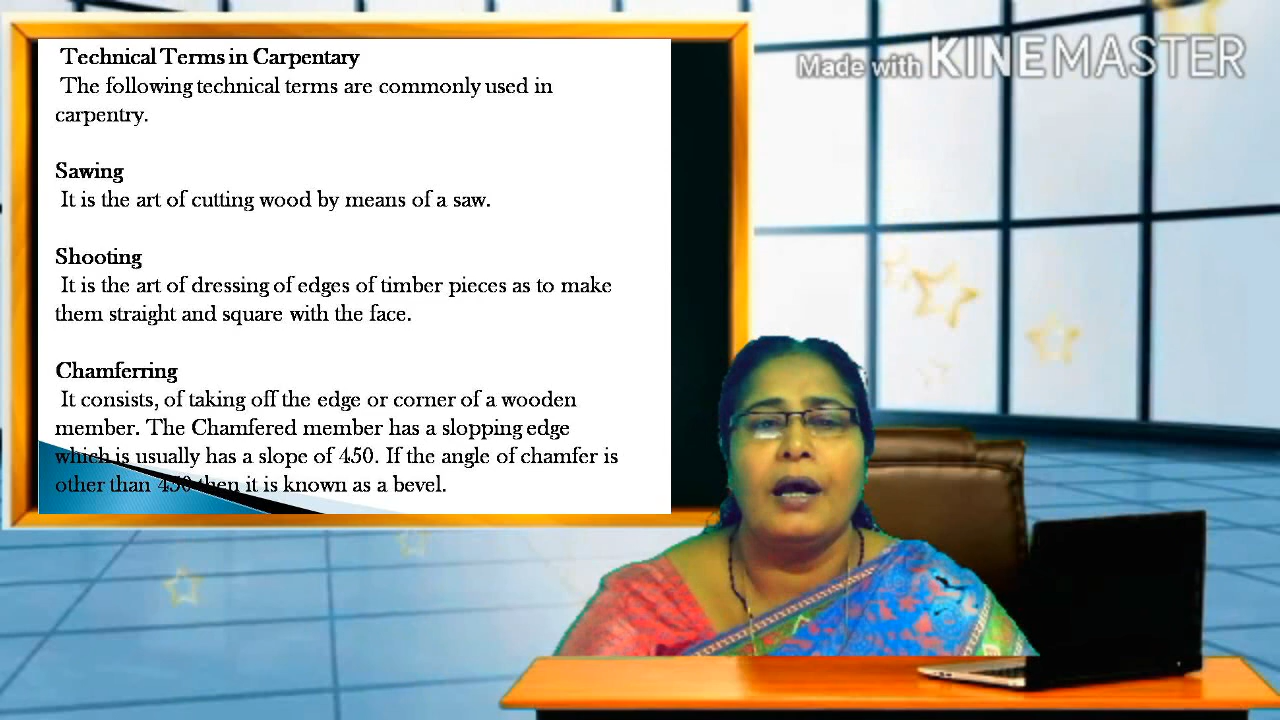 Technical Terms in Carpentary
The following technical terms are commonly used in
carpentry.
Sawing
It is the art of cutting wood by means of a saw.
Shooting
It is the art of dressing of edges of timber pieces as to make
them straight and square with the face.
Chamferring
It consists, of taking off the edge or corner of a wooden
member. The Chamfered member has a slopping edge
which is usually has a slope of 450. If the angle of chamfer is
other than 450 then it is known as a bevel.
Made with KINEMASTER